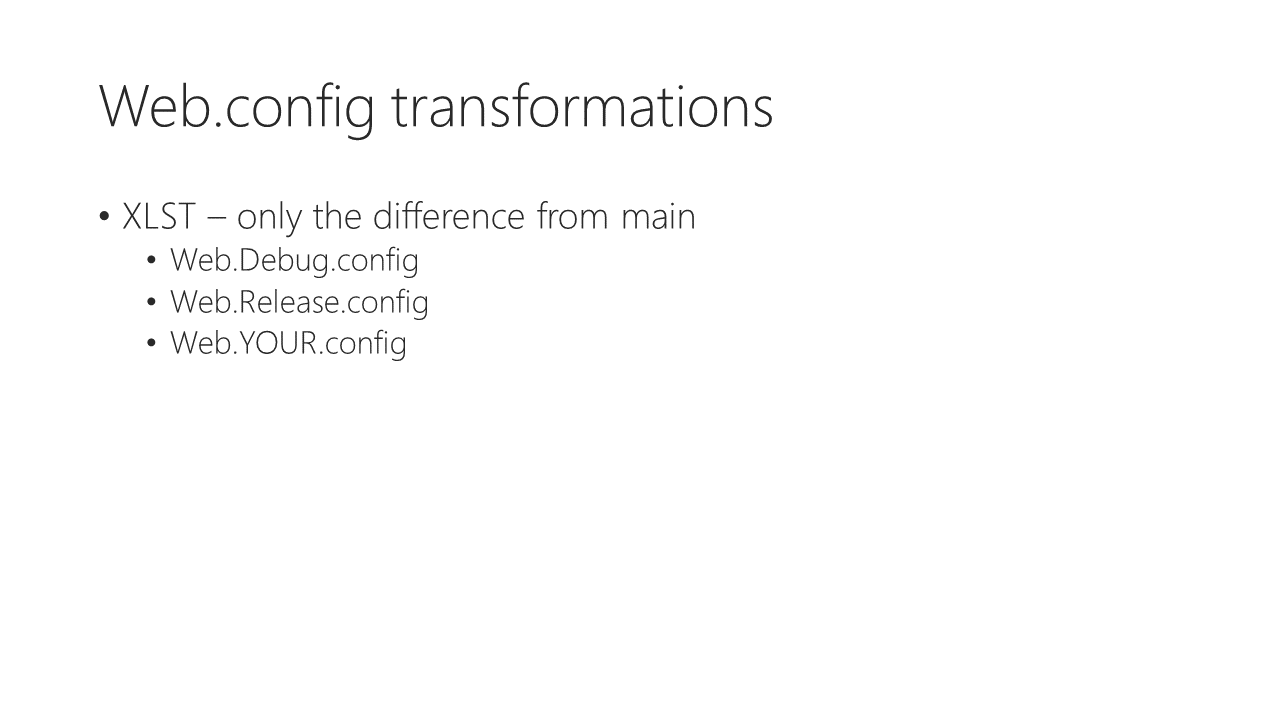 Web.config transformations
• XLST – only the difference from main
• Web.Debug.config
• Web.Release.config
• Web.YOUR.config